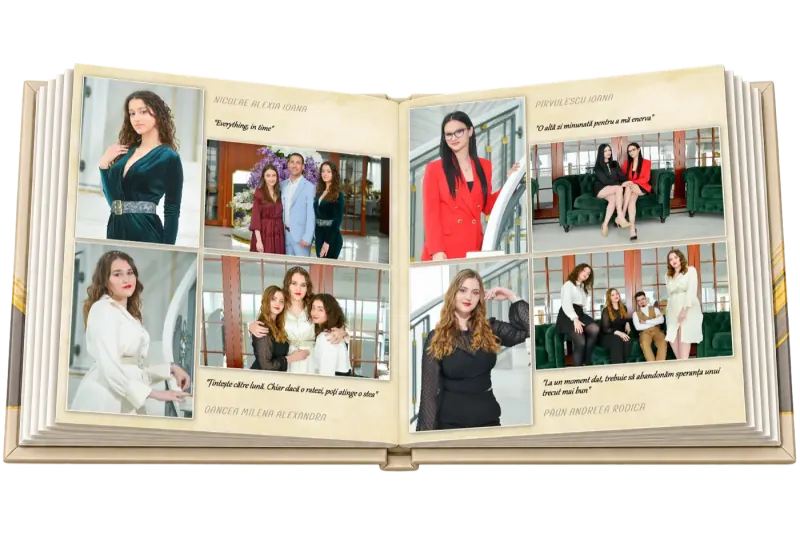 NICOLAE ALEXIA IOANA
"Everything, in time"
"Țintește către lună. Chiar dacă o ratezi, poți atinge o stea"
DANCEA MILENA ALEXANDRA
PÎRVULESCU IOANA
"O altă zi minunată pentru a mă enerva"
"La un moment dat, trebuie să abandonăm speranța unui
trecut mai bun"
PĂUN ANDREEA RODICA